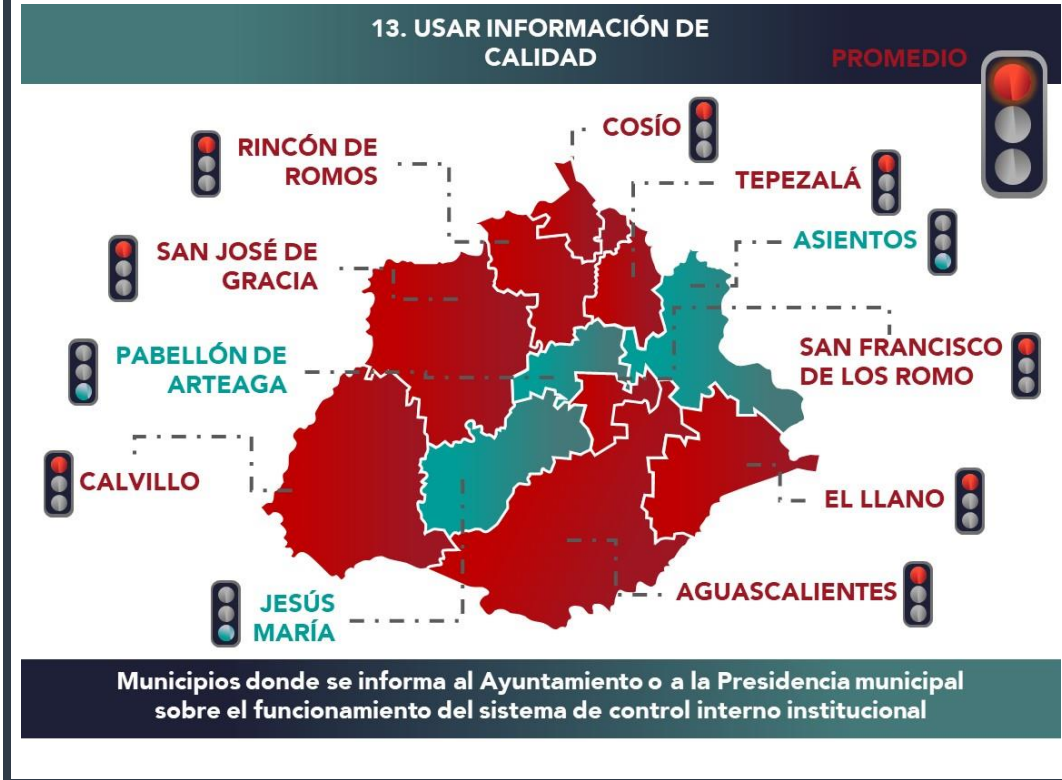 13. USAR INFORMACIÓN DE
CALIDAD
PROMEDIO
COSÍO
RINCÓN DE
ROMOS
TEPEZALÁ
ASIENTOS
SAN JOSÉ DE
GRACIA
SAN FRANCISCO
DE LOS ROMO
PABELLÓN DE
ARTEAGA
CALVILLO
EL LLANO
AGUASCALIENTES
JESÚS
MARÍA
Municipios donde se informa al Ayuntamiento o a la Presidencia municipal
sobre el funcionamiento del sistema de control interno institucional